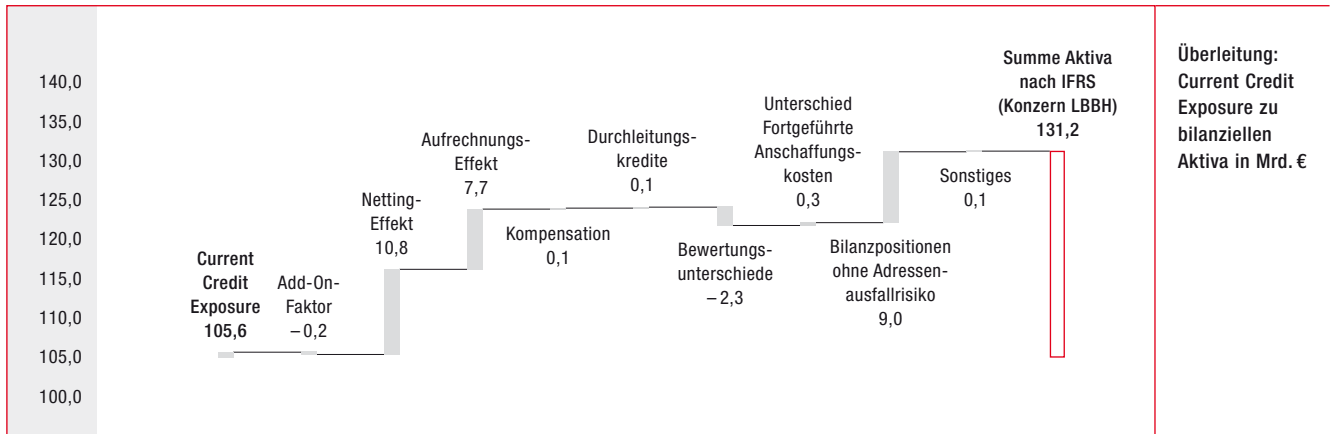 140,0
135,0
130,0
125,0
120,0
115,0
110,0
105,0
100,0
Current
Credit
Exposure
105,6
Add-On-
Faktor
– 0,2
Netting-
Effekt
10,8
Aufrechnungs-
Effekt
7,7
Kompensation
0,1
Durchleitungs-
kredite
0,1
Bewertungs-
unterschiede
– 2,3
Unterschied
Fortgeführte
Anschaffungs-
kosten
0,3
Bilanzpositionen
ohne Adressen-
ausfallrisiko
9,0
Sonstiges
0,1
Summe Aktiva
nach IFRS
(Konzern LBBH)
131,2
Überleitung:
Current Credit
Exposure zu
bilanziellen
Aktiva in Mrd. €